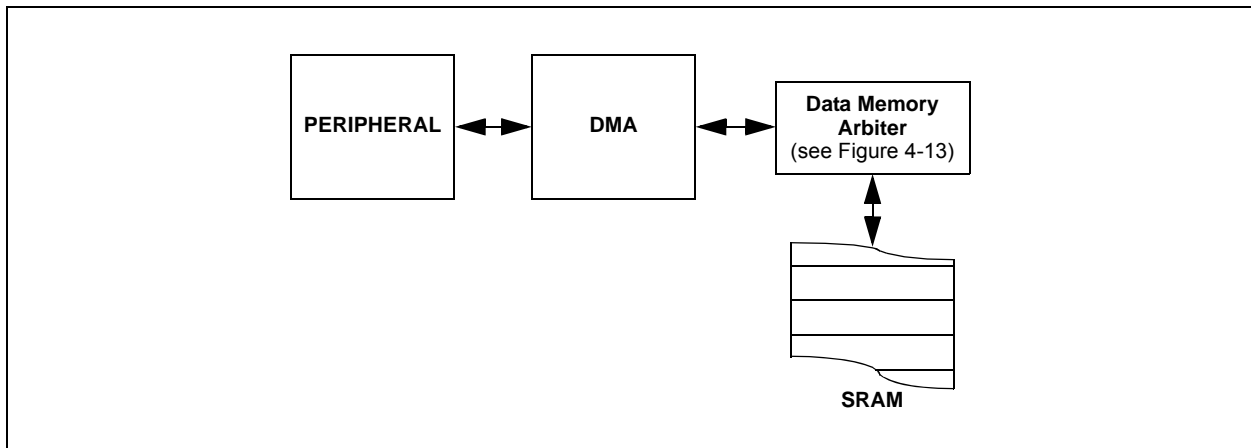 PERIPHERAL
DMA
Data Memory
Arbiter
(see Figure 4-13)
SRAM